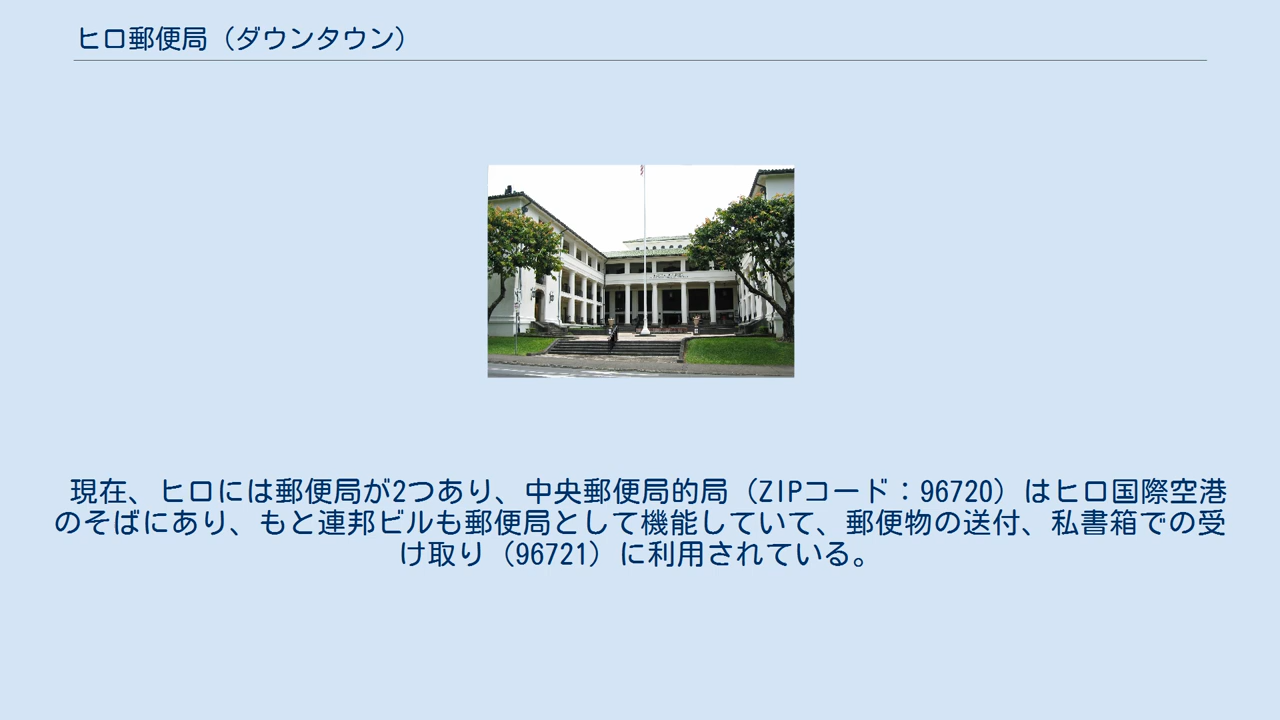 ヒロ郵便局（ダウンタウン）
現在、ヒロには郵便局が2つあり、中央郵便局的局（ZIPコード：96720）はヒロ国際空港
のそばにあり、もと連邦ビルも郵便局として機能していて、郵便物の送付、私書箱での受
け取り（96721）に利用されている。